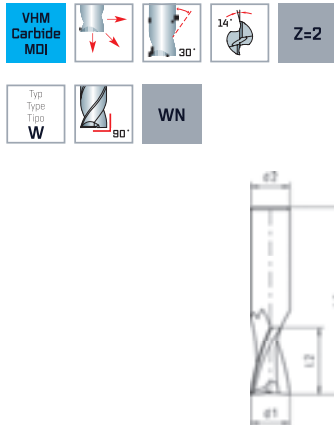 VHM
Carbide
MDI
30°
14°
Z=2
Typ
Type
Tipo
W
90°
WN
d2
l2
d1